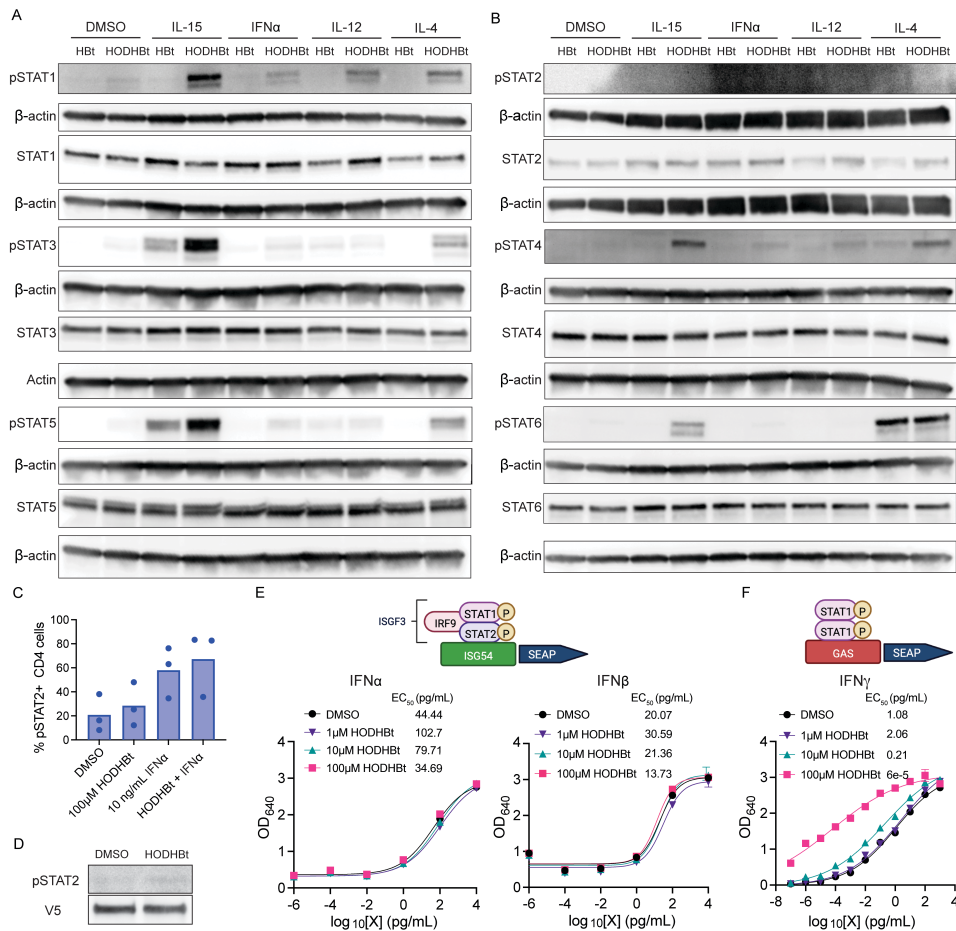 A
DMSO IL-15 IFNα IL-12 IL-4
HBt HODHBt HBt HODHBt HBt HODHBt HBt HODHBt HBt HODHBt
pSTAT1
β-actin
STAT1
β-actin
pSTAT3
β-actin
STAT3
Actin
pSTAT5
β-actin
STAT5
β-actin
B
DMSO IL-15 IFNα IL-12 IL-4
HBt HODHBt HBt HODHBt HBt HODHBt HBt HODHBt HBt HODHBt
pSTAT2
β-actin
STAT2
β-actin
pSTAT4
β-actin
STAT4
β-actin
pSTAT6
β-actin
STAT6
β-actin
C
% pSTAT2+ CD4 cells
100
80
60
40
20
0
DMSO
100µM HODHBt
10 ng/mL IFNα
HODHBt + IFNα
D
DMSO HODHBt
pSTAT2
V5
E
ISGF3
IRF9
STAT1 P
STAT2 P
ISG54 SEAP
IFNα
EC50 (pg/mL)
DMSO 44.44
1µM HODHBt 102.7
10µM HODHBt 79.71
100µM HODHBt 34.69
OD640
4
3
2
1
0
-6 -4 -2 0 2 4
log10[X] (pg/mL)
IFNβ
EC50 (pg/mL)
DMSO 20.07
1µM HODHBt 30.59
10µM HODHBt 21.36
100µM HODHBt 13.73
OD640
4
3
2
1
0
-6 -4 -2 0 2 4
log10[X] (pg/mL)
F
STAT1 P
STAT1 P
GAS SEAP
IFNγ
EC50 (pg/mL)
DMSO 1.08
1µM HODHBt 2.06
10µM HODHBt 0.21
100µM HODHBt 6e-5
OD640
4
3
2
1
0
-8 -6 -4 -2 0 2 4
log10[X] (pg/mL)